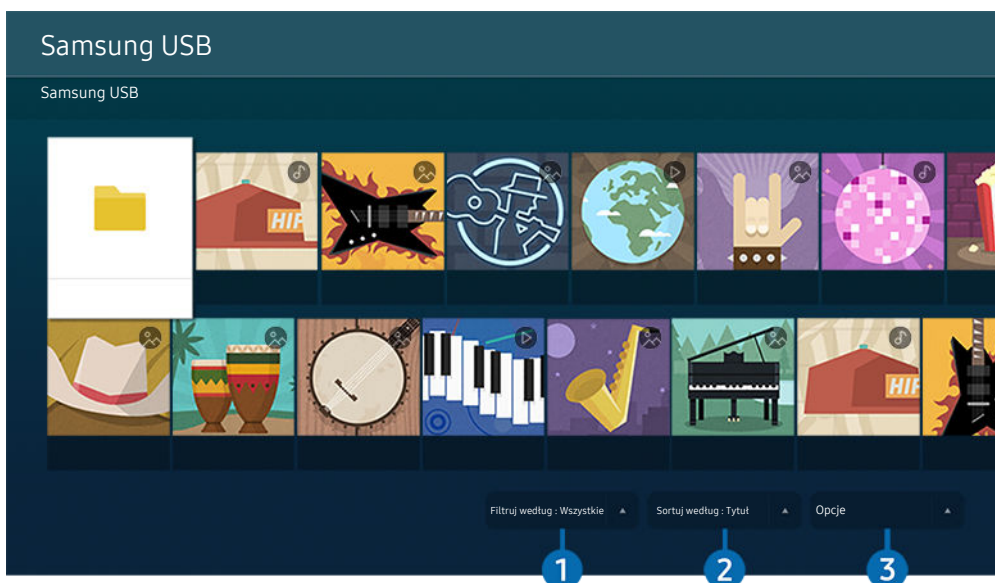 Samsung USB
Samsung USB
HIP
HIP
Filtruj według : Wszystkie
Sortuj według : Tytuł
Opcje
1
2
3